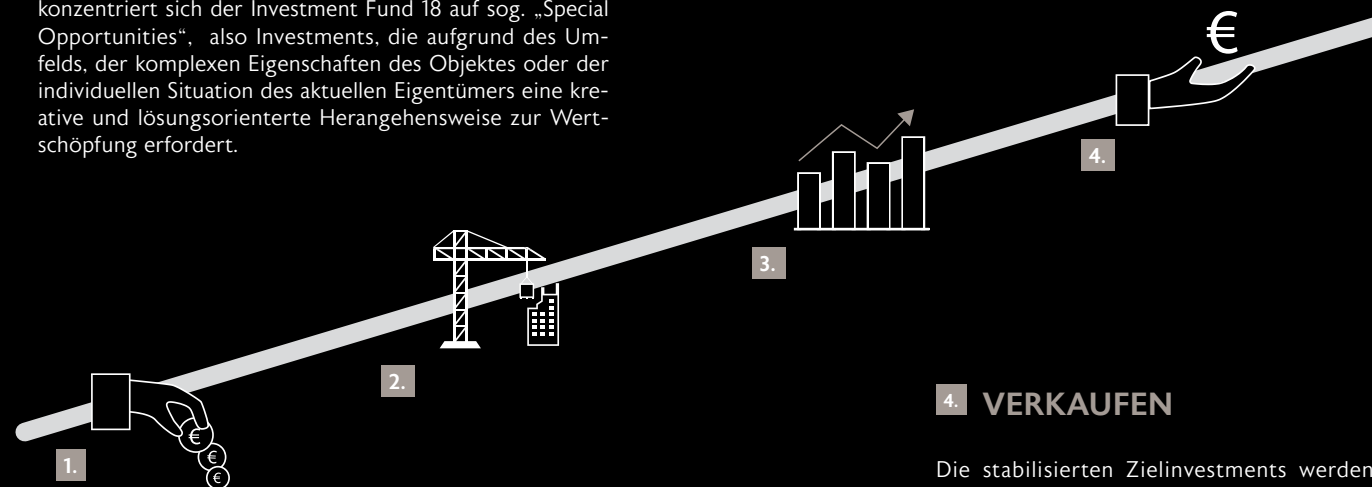 konzentriert sich der Investment Fund 18 auf sog. „Special
Opportunities“, also Investments, die aufgrund des Um-
felds, der komplexen Eigenschaften des Objektes oder der
individuellen Situation des aktuellen Eigentümers eine kre-
ative und lösungsorienterte Herangehensweise zur Wert-
schöpfung erfordert.
€
4.
3.
2.
1.
€
€
€
4. VERKAUFEN
Die stabilisierten Zielinvestments werden